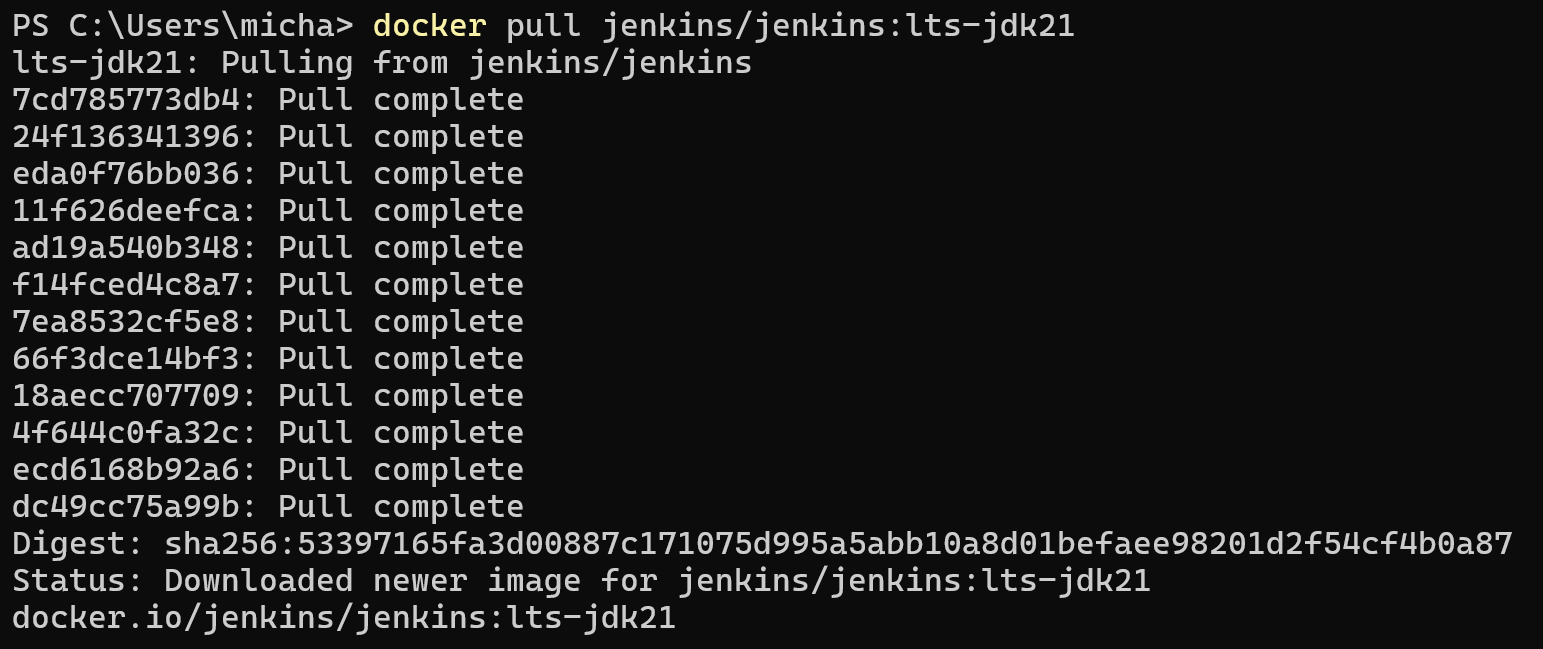 PS C:\Users\micha> docker pull jenkins/jenkins:lts-jdk21
lts-jdk21: Pulling from jenkins/jenkins
7cd785773db4: Pull complete
24f136341396: Pull complete
eda0f76bb036: Pull complete
11f626deefca: Pull complete
ad19a540b348: Pull complete
f14fced4c8a7: Pull complete
7ea8532cf5e8: Pull complete
66f3dce14bf3: Pull complete
18aecc707709: Pull complete
4f644c0fa32c: Pull complete
ecd6168b92a6: Pull complete
dc49cc75a99b: Pull complete
Digest: sha256:53397165fa3d00887c171075d995a5abb10a8d01befaee98201d2f54cf4b0a87
Status: Downloaded newer image for jenkins/jenkins:lts-jdk21
docker.io/jenkins/jenkins:lts-jdk21